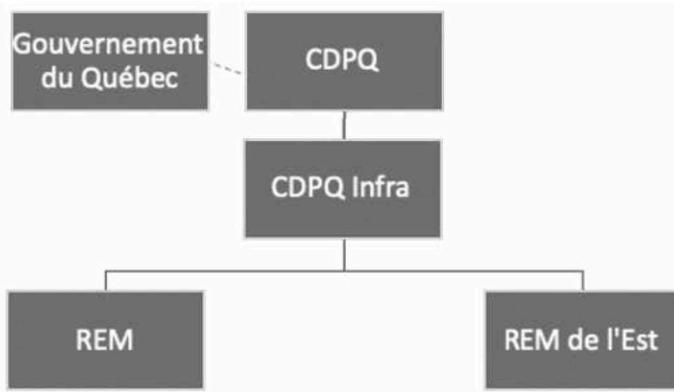 Gouvernement
du Québec
CDPQ
CDPQ Infra
REM
REM de l'Est